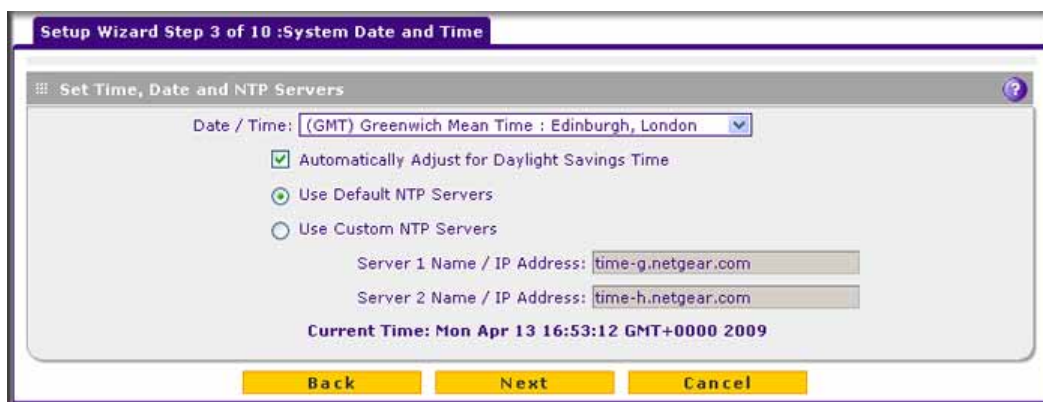 Setup Wizard Step 3 of 10 :System Date and Time
Set Time, Date and NTP Servers
?
Date / Time: (GMT) Greenwich Mean Time : Edinburgh, London
Automatically Adjust for Daylight Savings Time
Use Default NTP Servers
Use Custom NTP Servers
Server 1 Name / IP Address: time-g.netgear.com
Server 2 Name / IP Address: time-h.netgear.com
Current Time: Mon Apr 13 16:53:12 GMT+0000 2009
Back Next Cancel